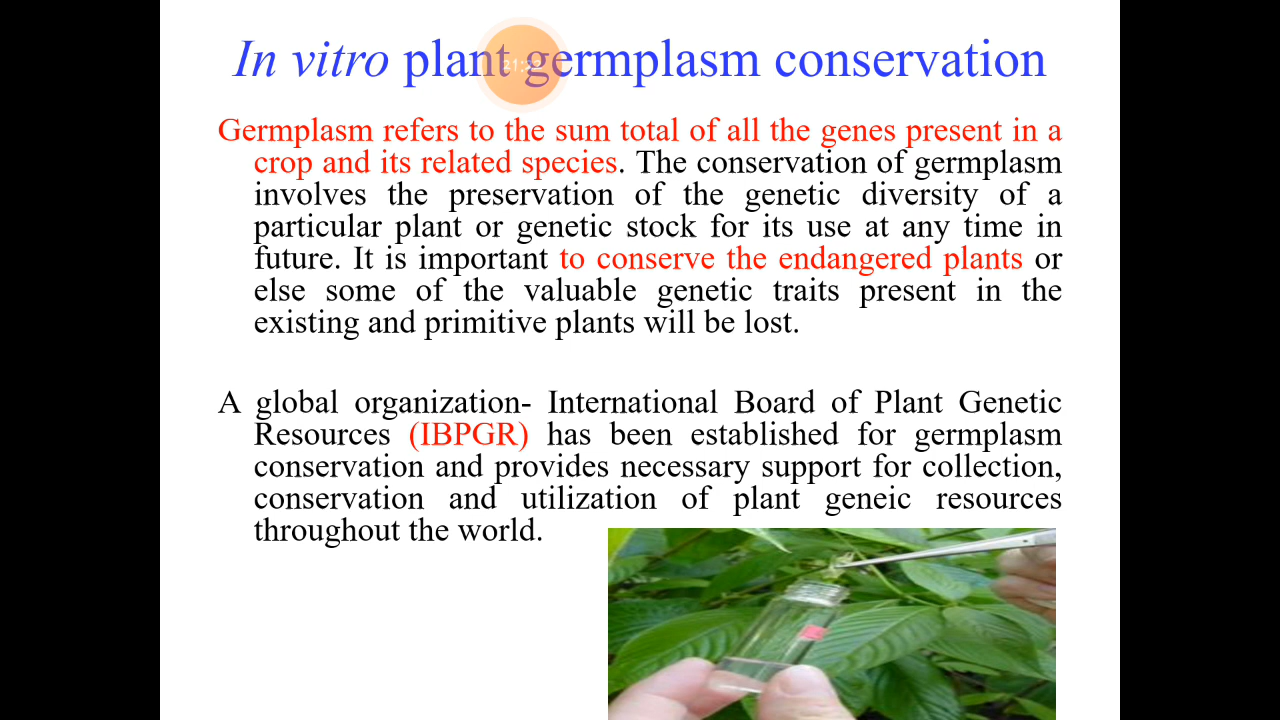 In vitro plant germplasm conservation
Germplasm refers to the sum total of all the genes present in a
crop and its related species. The conservation of germplasm
involves the preservation of the genetic diversity of a
particular plant or genetic stock for its use at any time in
future. It is important to conserve the endangered plants or
else some of the valuable genetic traits present in the
existing and primitive plants will be lost.
A global organization- International Board of Plant Genetic
Resources (IBPGR) has been established for germplasm
conservation and provides necessary support for collection,
conservation and utilization of plant geneic resources
throughout the world.